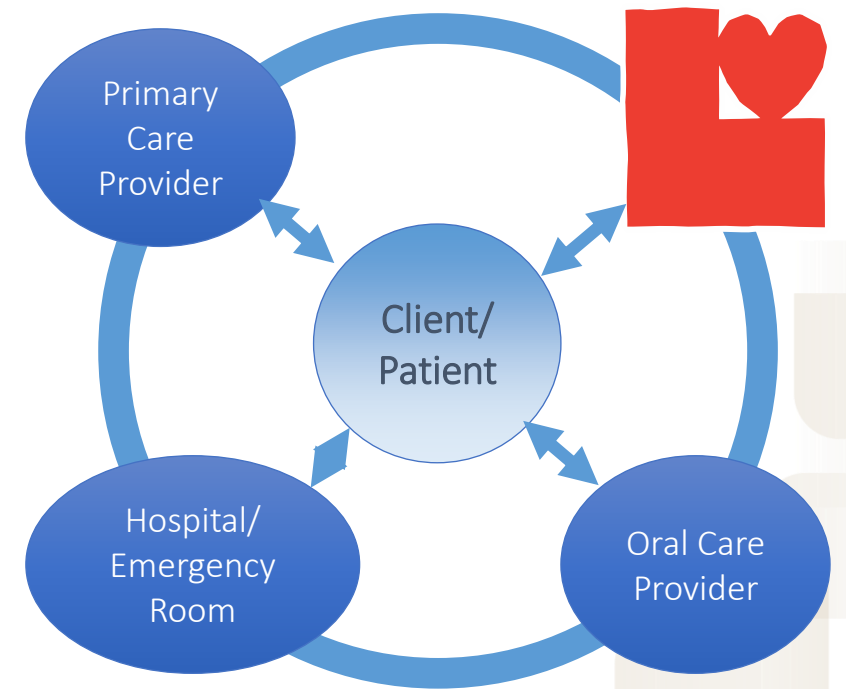 Primary
Care
Provider
Client/
Patient
Hospital/
Emergency
Room
Oral Care
Provider